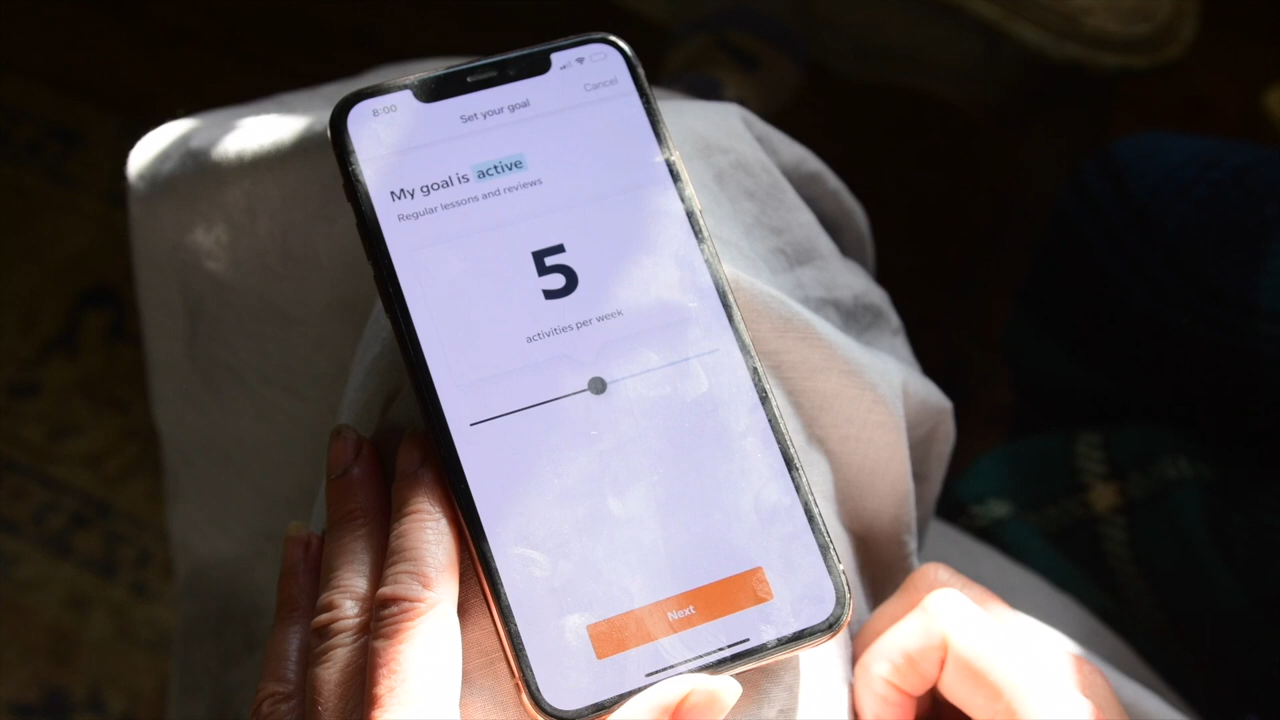 8:00
Cancel
Set your goal
My goal is active
Regular lessons and reviews
5
activities per week
Next